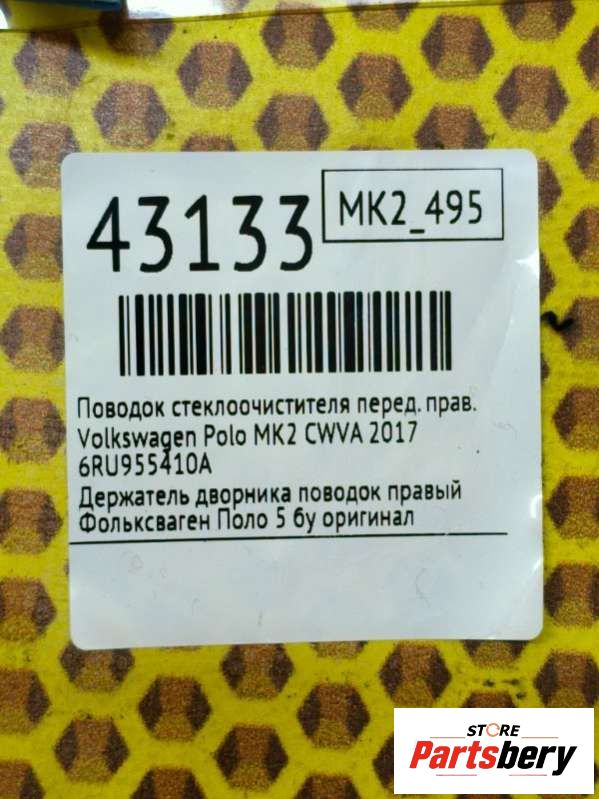 43133
MK2_495
Поводок стеклоочистителя перед. прав.
Volkswagen Polo MK2 CWVA 2017
6RU955410A
Держатель дворника поводок правый
Фольксваген Поло 5 бу оригинал
STORE
Partsbery